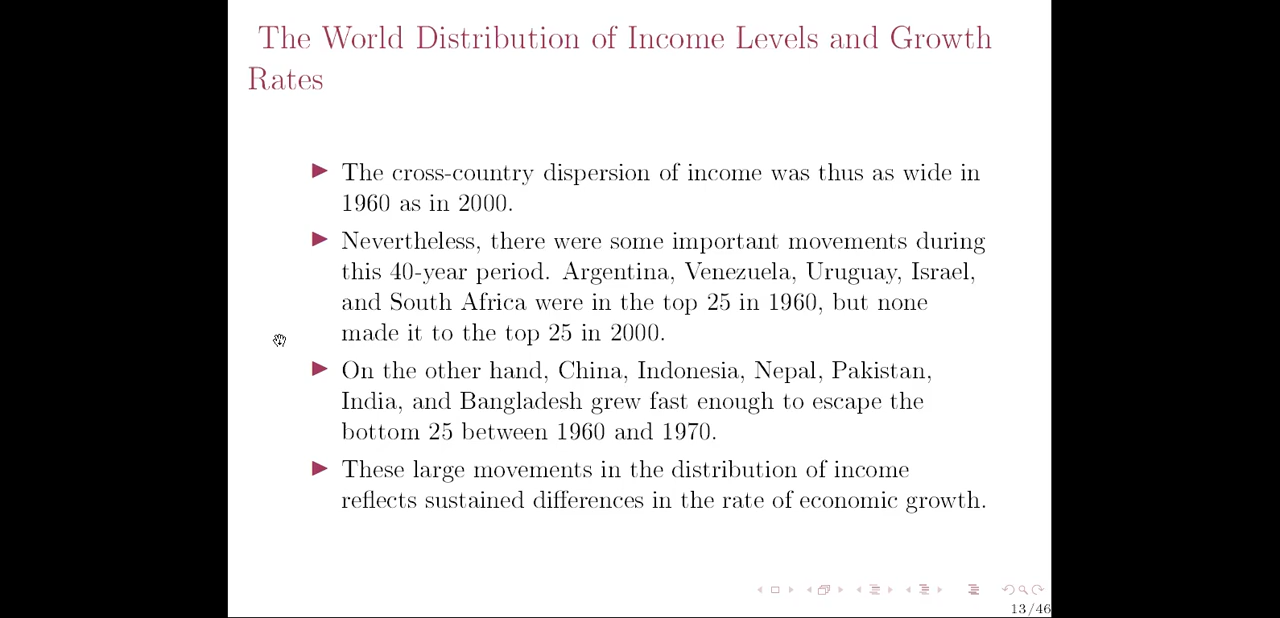 The World Distribution of Income Levels and Growth
Rates
The cross-country dispersion of income was thus as wide in
1960 as in 2000.
Nevertheless, there were some important movements during
this 40-year period. Argentina, Venezuela, Uruguay, Israel,
and South Africa were in the top 25 in 1960, but none
made it to the top 25 in 2000.
On the other hand, China, Indonesia, Nepal, Pakistan,
India, and Bangladesh grew fast enough to escape the
bottom 25 between 1960 and 1970.
These large movements in the distribution of income
reflects sustained differences in the rate of economic growth.
13/46